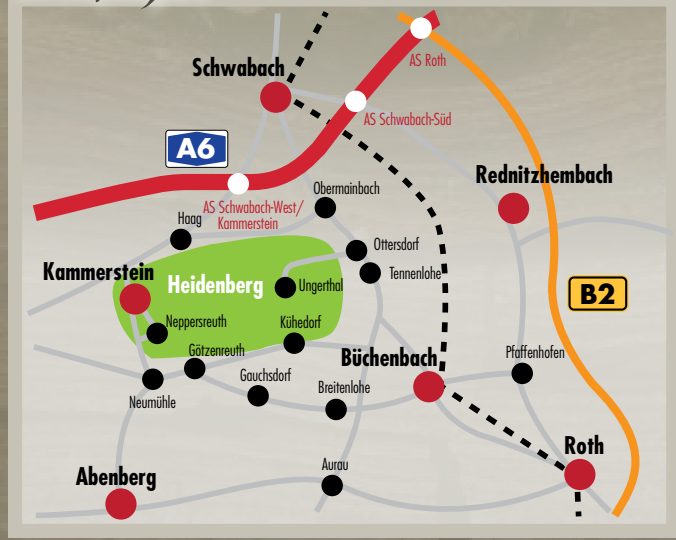 AS Roth
Schwabach
AS Schwabach-Süd
A6
Rednitzhembach
Obermainbach
AS Schwabach-West/
Kammerstein
Haag
Ottersdorf
Kammerstein
Heidenberg
Ungerthal
Tennenlohe
B2
Neppersreuth
Kühedorf
Götzenreuth
Büchenbach
Pfaffenhofen
Gauchsdorf
Breitenlohe
Neumühle
Roth
Aurau
Abenberg